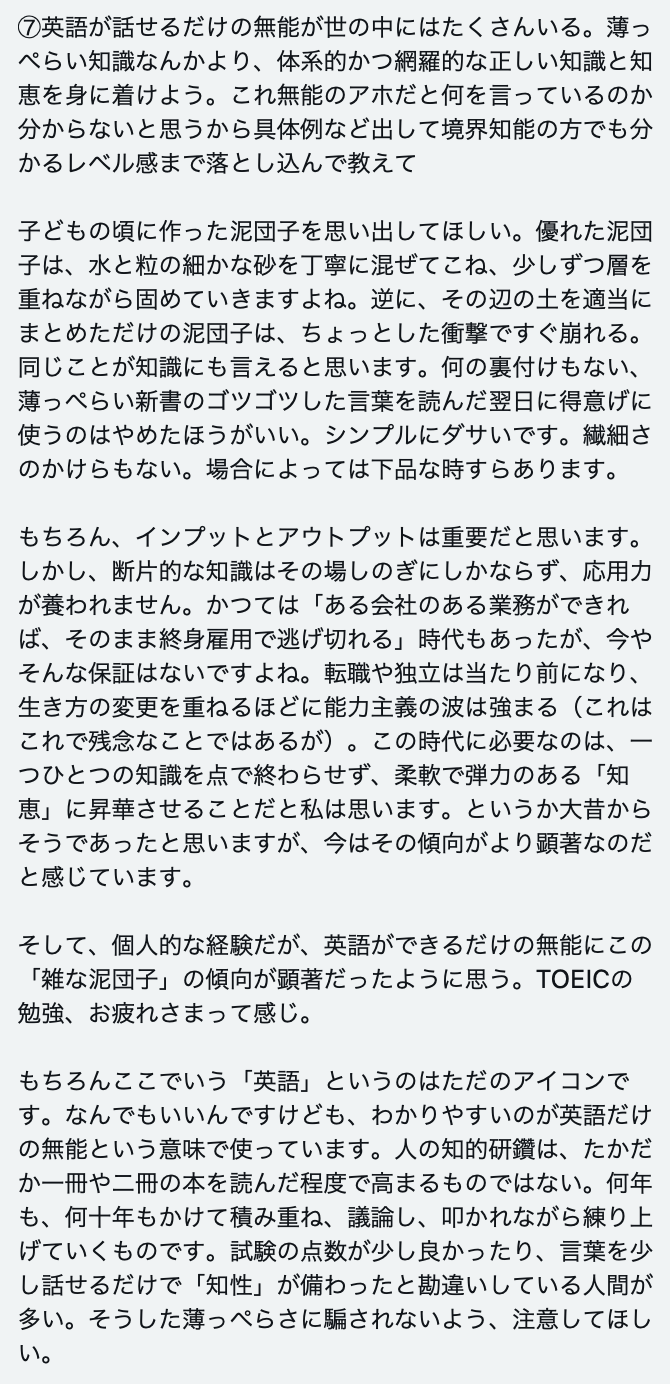 ⑦英語が話せるだけの無能が世の中にはたくさんいる。薄っ
ぺらい知識なんかより、体系的かつ網羅的な正しい知識と知
恵を身に着けよう。これ無能のアホだと何を言っているのか
分からないと思うから具体例など出して境界知能の方でも分
かるレベル感まで落とし込んで教えて

子どもの頃に作った泥団子を思い出してほしい。優れた泥団
子は、水と粒の細かな砂を丁寧に混ぜてこね、少しずつ層を
重ねながら固めていきますよね。逆に、その辺の土を適当に
まとめただけの泥団子は、ちょっとした衝撃ですぐ崩れる。
同じことが知識にも言えると思います。何の裏付けもない、
薄っぺらい新書のゴツゴツした言葉を読んだ翌日に得意げに
使うのはやめたほうがいい。シンプルにダサいです。繊細さ
のかけらもない。場合によっては下品な時すらあります。

もちろん、インプットとアウトプットは重要だと思います。
しかし、断片的な知識はその場しのぎにしかならず、応用力
が養われません。かつては「ある会社のある業務ができれ
ば、そのまま終身雇用で逃げ切れる」時代もあったが、今や
そんな保証はないですよね。転職や独立は当たり前になり、
生き方の変更を重ねるほどに能力主義の波は強まる（これは
これで残念なことではあるが）。この時代に必要なのは、一
つひとつの知識を点で終わらせず、柔軟で弾力のある「知
恵」に昇華させることだと私は思います。というか大昔から
そうであったと思いますが、今はその傾向がより顕著なのだ
と感じています。

そして、個人的な経験だが、英語ができるだけの無能にこの
「雑な泥団子」の傾向が顕著だったように思う。TOEICの
勉強、お疲れさまって感じ。

もちろんここでいう「英語」というのはただのアイコンで
す。なんでもいいんですけども、わかりやすいのが英語だけ
の無能という意味で使っています。人の知的研鑽は、たかだ
か一冊や二冊の本を読んだ程度で高まるものではない。何年
も、何十年もかけて積み重ね、議論し、叩かれながら練り上
げていくものです。試験の点数が少し良かったり、言葉を少
し話せるだけで「知性」が備わったと勘違いしている人間が
多い。そうした薄っぺらさに騙されないよう、注意してほし
い。